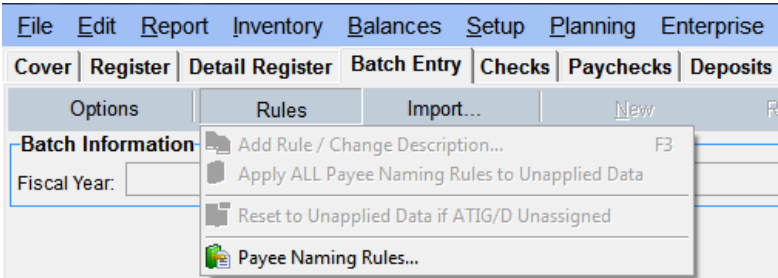 File Edit Report Inventory Balances Setup Planning Enterprise
Cover Register Detail Register Batch Entry Checks Paychecks Deposits
Options Rules Import... New
Batch Information
Add Rule / Change Description... F3
Fiscal Year:
Apply ALL Payee Naming Rules to Unapplied Data
Reset to Unapplied Data if ATIG/D Unassigned
Payee Naming Rules...